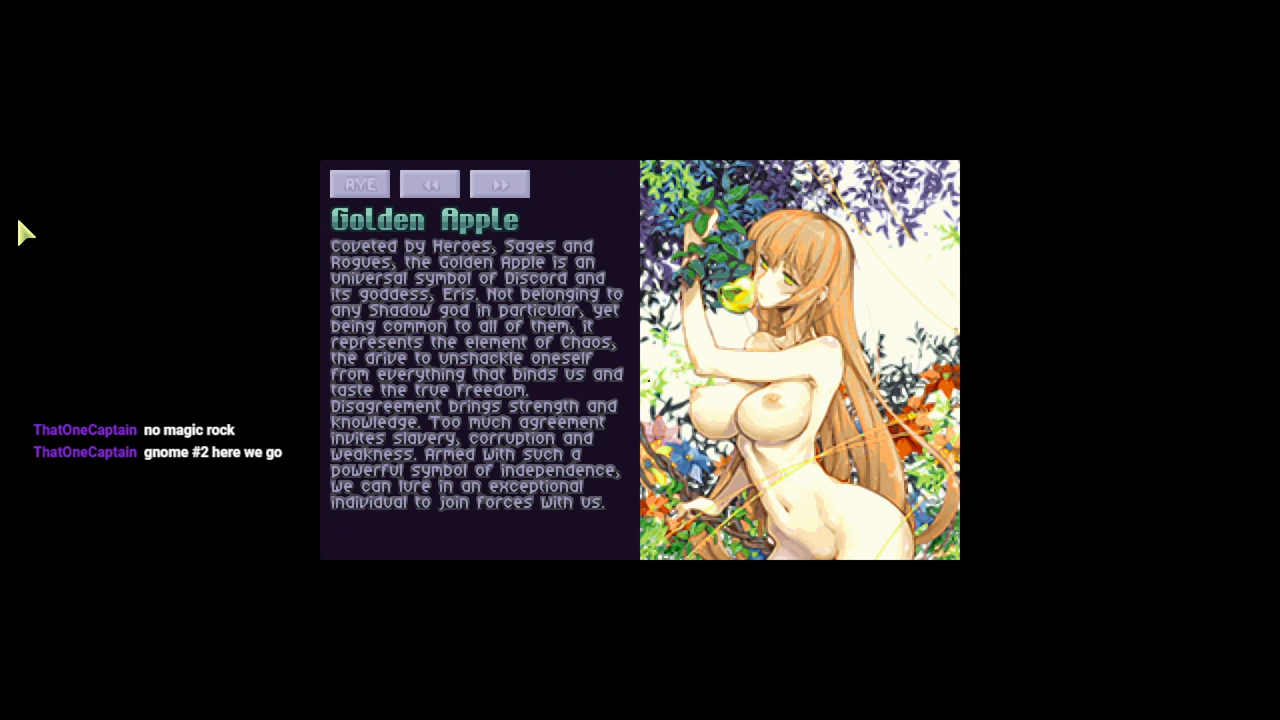 AYE
Golden Apple
Coveted by Heroes, Sages and
Rogues, the Golden Apple is an
universal symbol of Discord and
its goddess, Eris. Not belonging to
any Shadow god in particular, yet
being common to all of them, it
represents the element of Chaos,
the drive to unshackle oneself
from everything that binds us and
taste the true freedom.
Disagreement brings strength and
knowledge. Too much agreement
invites slavery, corruption and
weakness. Armed with such a
powerful symbol of independence,
we can lure in an exceptional
individual to join forces with us.
ThatOneCaptain no magic rock
ThatOneCaptain gnome #2 here we go